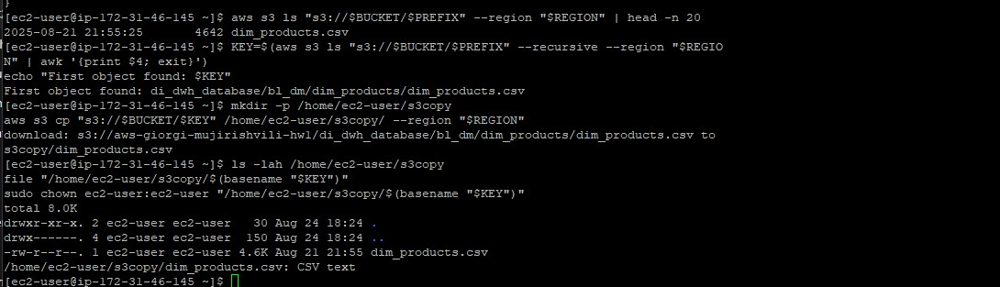 }
[ec2-user@ip-172-31-46-145 ~]$ aws s3 ls "s3://$BUCKET/$PREFIX" --region "$REGION" | head -n 20
2025-08-21 21:55:25       4642 dim_products.csv
[ec2-user@ip-172-31-46-145 ~]$ KEY=$(aws s3 ls "s3://$BUCKET/$PREFIX" --recursive --region "$REGIO
N" | awk '{print $4; exit}')
echo "First object found: $KEY"
First object found: di_dwh_database/bl_dm/dim_products/dim_products.csv
[ec2-user@ip-172-31-46-145 ~]$ mkdir -p /home/ec2-user/s3copy
aws s3 cp "s3://$BUCKET/$KEY" /home/ec2-user/s3copy/ --region "$REGION"
download: s3://aws-giorgi-mujirishvili-hw1/di_dwh_database/bl_dm/dim_products/dim_products.csv to
s3copy/dim_products.csv
[ec2-user@ip-172-31-46-145 ~]$ ls -lah /home/ec2-user/s3copy
file "/home/ec2-user/s3copy/$(basename "$KEY")"
sudo chown ec2-user:ec2-user "/home/ec2-user/s3copy/$(basename "$KEY")"
total 8.0K
drwxr-xr-x. 2 ec2-user ec2-user   30 Aug 24 18:24 .
drwx------. 4 ec2-user ec2-user  150 Aug 24 18:24 ..
-rw-r--r--. 1 ec2-user ec2-user 4.6K Aug 21 21:55 dim_products.csv
/home/ec2-user/s3copy/dim_products.csv: CSV text
[ec2-user@ip-172-31-46-145 ~]$